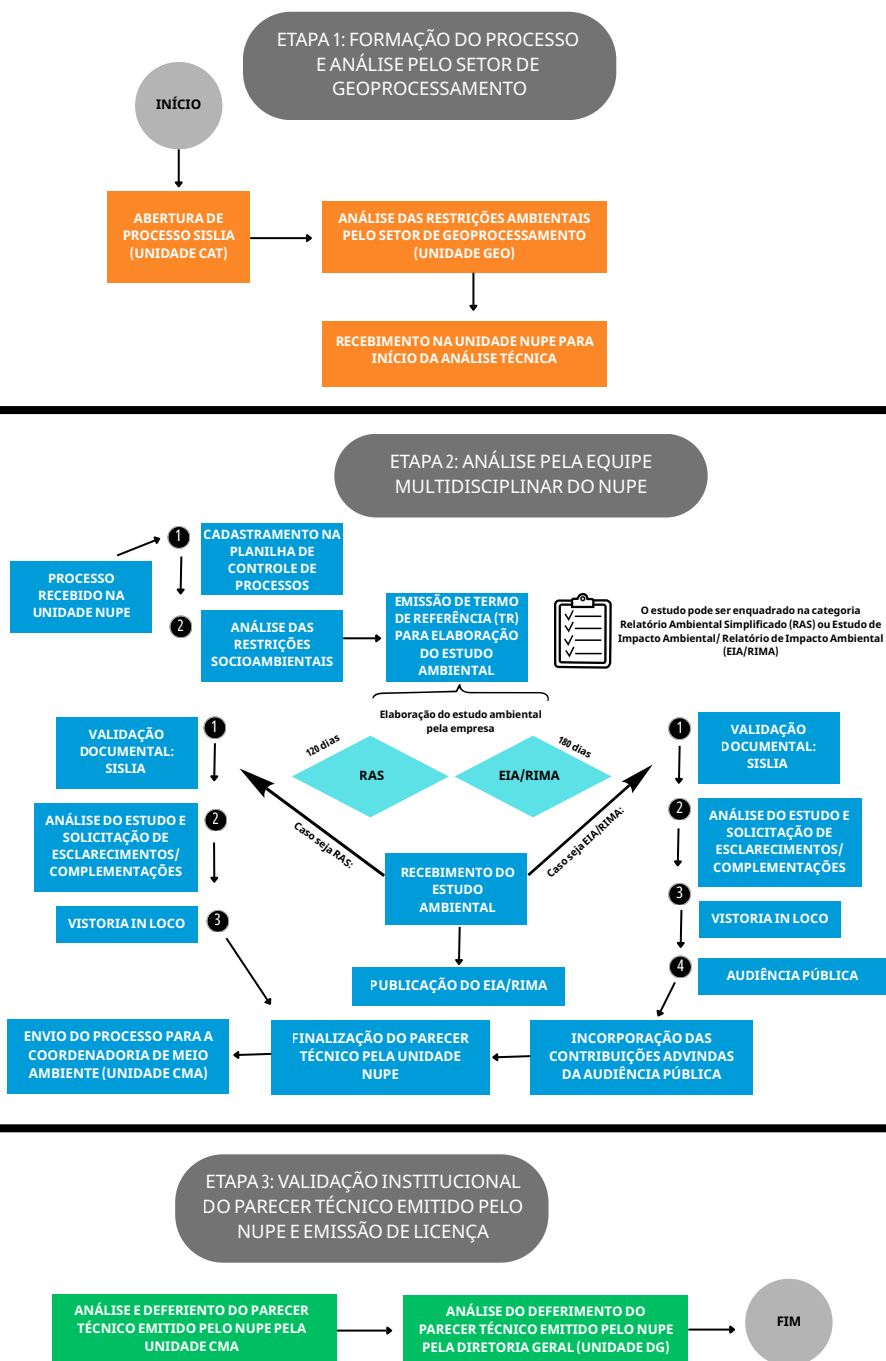 ETAPA 1: FORMAÇÃO DO PROCESSO
E ANÁLISE PELO SETOR DE
GEOPROCESSAMENTO
INÍCIO
ABERTURA DE
PROCESSO SISLIA
(UNIDADE CAT)
ANÁLISE DAS RESTRIÇÕES AMBIENTAIS
PELO SETOR DE GEOPROCESSAMENTO
(UNIDADE GEO)
RECEBIMENTO NA UNIDADE NUPE PARA
INÍCIO DA ANÁLISE TÉCNICA
ETAPA 2: ANÁLISE PELA EQUIPE
MULTIDISCIPLINAR DO NUPE
PROCESSO
RECEBIDO NA
UNIDADE NUPE
1
CADASTRAMENTO NA
PLANILHA DE
CONTROLE DE
PROCESSOS
2
ANÁLISE DAS
RESTRIÇÕES
SOCIOAMBIENTAIS
EMISSÃO DE TERMO
DE REFERÊNCIA (TR)
PARA ELABORAÇÃO
DO ESTUDO
AMBIENTAL
O estudo pode ser enquadrado na categoria
Relatório Ambiental Simplificado (RAS) ou Estudo de
Impacto Ambiental/ Relatório de Impacto Ambiental
(EIA/RIMA)
Elaboração do estudo ambiental
pela empresa
120 dias
RAS
180 dias
EIA/RIMA
Caso seja RAS:
Caso seja EIA/RIMA:
RECEBIMENTO DO
ESTUDO
AMBIENTAL
PUBLICAÇÃO DO EIA/RIMA
VALIDAÇÃO
DOCUMENTAL:
SISLIA
1
ANÁLISE DO ESTUDO E
SOLICITAÇÃO DE
ESCLARECIMENTOS/
COMPLEMENTAÇÕES
2
VISTORIA IN LOCO
3
1
VALIDAÇÃO
DOCUMENTAL:
SISLIA
2
ANÁLISE DO ESTUDO E
SOLICITAÇÃO DE
ESCLARECIMENTOS/
COMPLEMENTAÇÕES
3
VISTORIA IN LOCO
4
AUDIÊNCIA PÚBLICA
INCORPORAÇÃO DAS
CONTRIBUIÇÕES ADVINDAS
DA AUDIÊNCIA PÚBLICA
FINALIZAÇÃO DO PARECER
TÉCNICO PELA UNIDADE
NUPE
ENVIO DO PROCESSO PARA A
COORDENADORIA DE MEIO
AMBIENTE (UNIDADE CMA)
ETAPA 3: VALIDAÇÃO INSTITUCIONAL
DO PARECER TÉCNICO EMITIDO PELO
NUPE E EMISSÃO DE LICENÇA
ANÁLISE E DEFERIENTO DO PARECER
TÉCNICO EMITIDO PELO NUPE PELA
UNIDADE CMA
ANÁLISE DO DEFERIMENTO DO
PARECER TÉCNICO EMITIDO PELO NUPE
PELA DIRETORIA GERAL (UNIDADE DG)
FIM